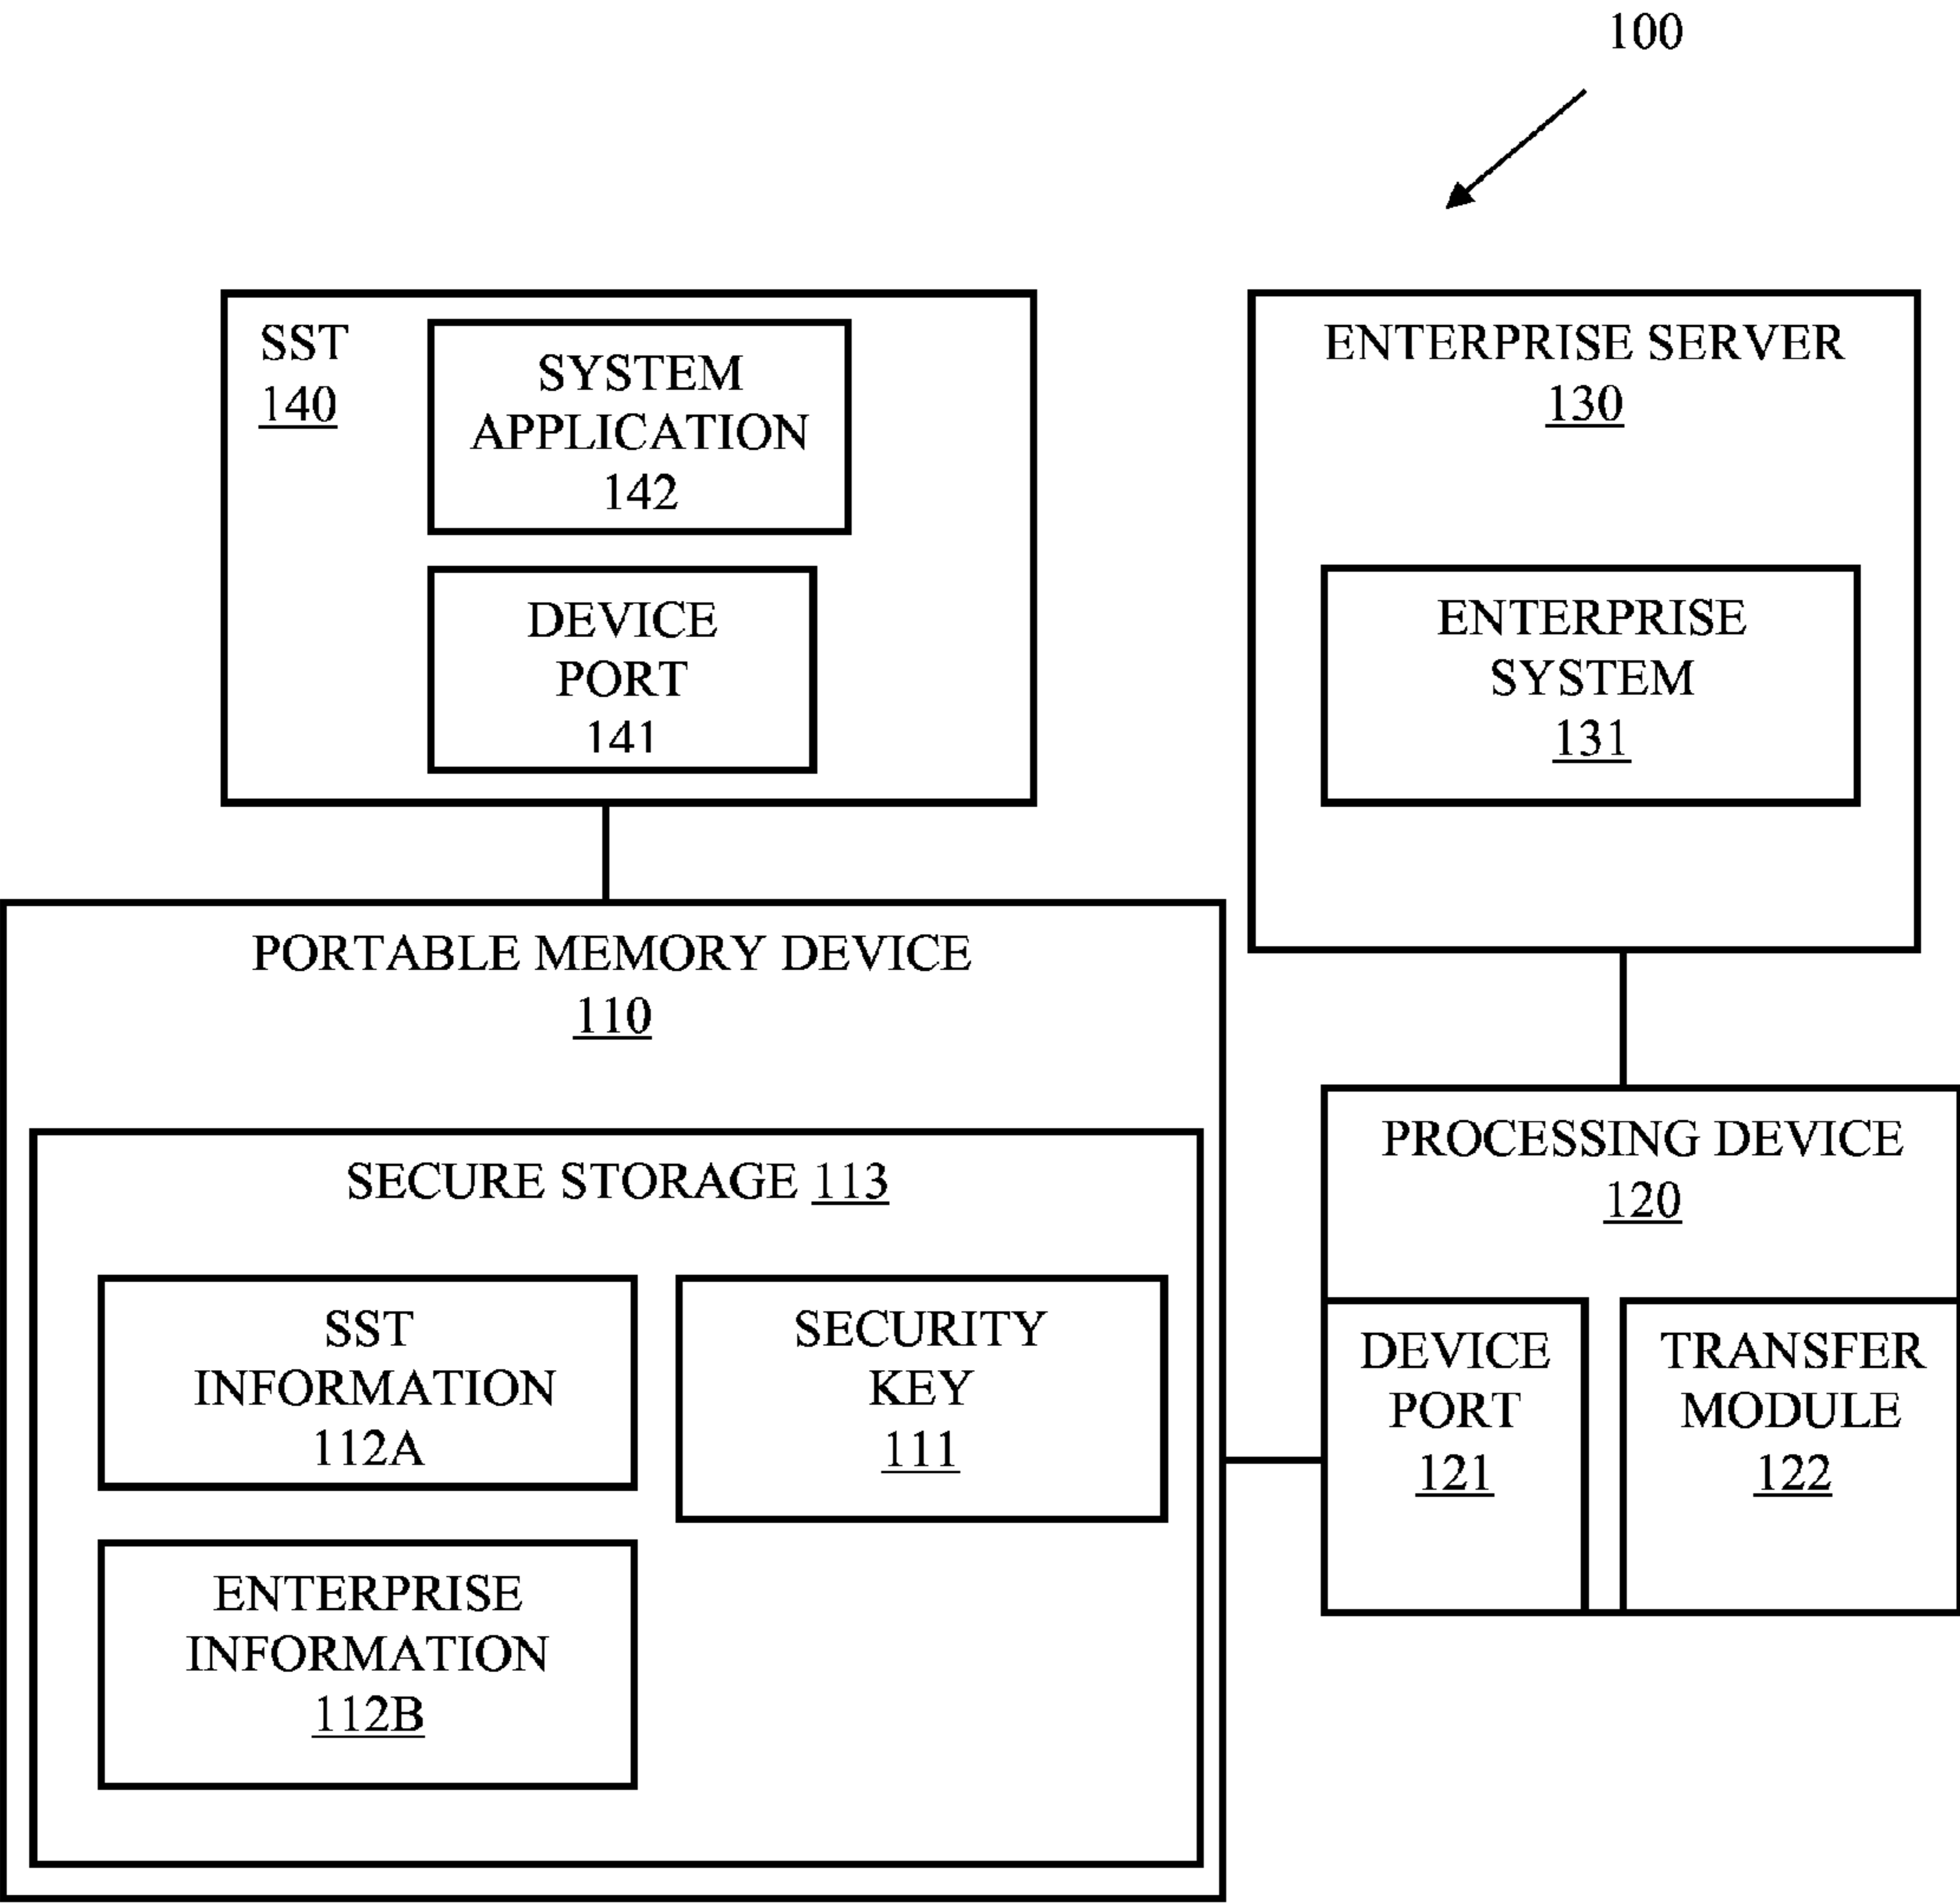 100
SST
140
SYSTEM
APPLICATION
142
DEVICE
PORT
141
ENTERPRISE SERVER
130
ENTERPRISE
SYSTEM
131
PORTABLE MEMORY DEVICE
110
SECURE STORAGE 113
SST
INFORMATION
112A
SECURITY
KEY
111
ENTERPRISE
INFORMATION
112B
PROCESSING DEVICE
120
DEVICE
PORT
121
TRANSFER
MODULE
122